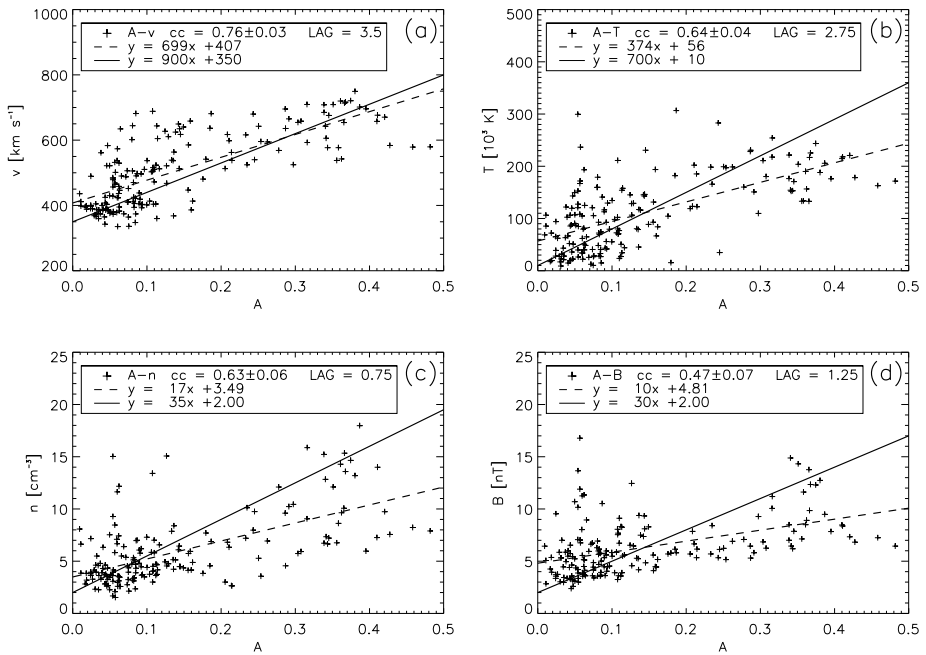 1000
800
600
400
200
v [km s⁻¹]
A−v cc = 0.76±0.03 LAG = 3.5
y = 699x +407
y = 900x +350
(a)
0.0 0.1 0.2 0.3 0.4 0.5
A
500
400
300
200
100
0
T [10³ K]
A−T cc = 0.64±0.04 LAG = 2.75
y = 374x + 56
y = 700x + 10
(b)
0.0 0.1 0.2 0.3 0.4 0.5
A
25
20
15
10
5
0
n [cm⁻³]
A−n cc = 0.63±0.06 LAG = 0.75
y = 17x +3.49
y = 35x +2.00
(c)
0.0 0.1 0.2 0.3 0.4 0.5
A
25
20
15
10
5
0
B [nT]
A−B cc = 0.47±0.07 LAG = 1.25
y = 10x +4.81
y = 30x +2.00
(d)
0.0 0.1 0.2 0.3 0.4 0.5
A